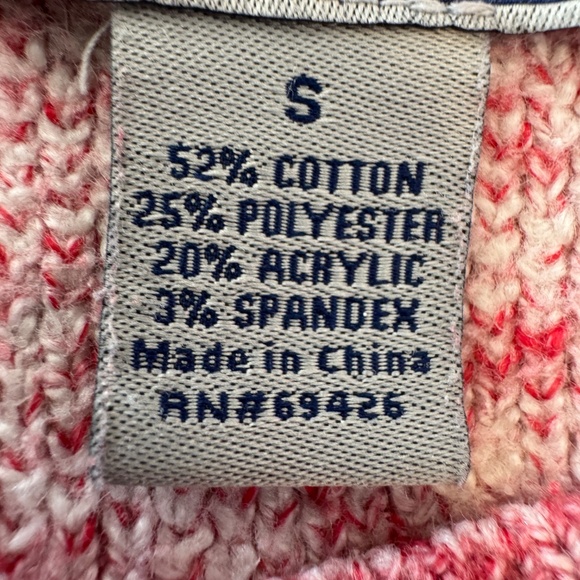 S
52% COTTON
25% POLYESTER
20% ACRYLIC
3% SPANDEX
Made in China
RN#69426